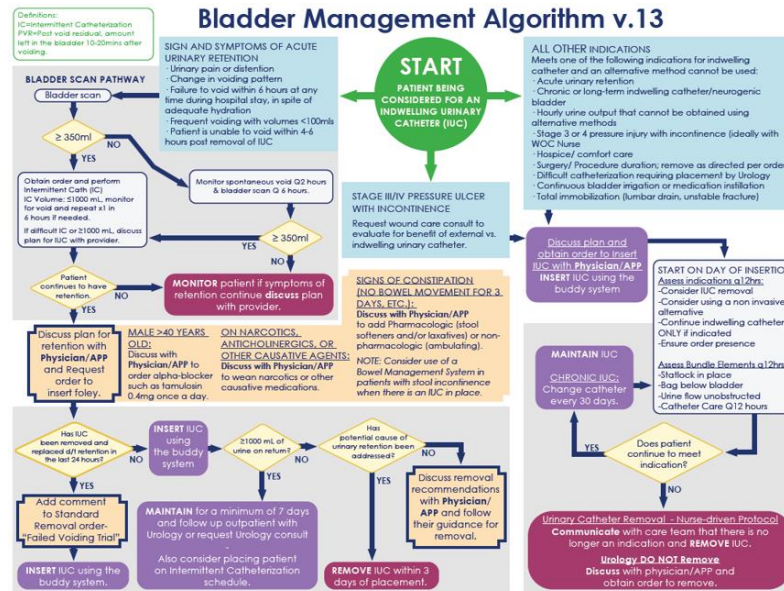 Bladder Management Algorithm v.13
Definitions:
IC=Intermittent Catheterization
PVR=Post void residual, amount
left in the bladder 10-20mins after
voiding.
SIGN AND SYMPTOMS OF ACUTE
URINARY RETENTION
· Urinary pain or distention
· Change in voiding pattern
· Failure to void within 6 hours at any
time during hospital stay, in spite of
adequate hydration
· Frequent voiding with volumes <100mls
· Patient is unable to void within 4-6
hours post removal of IUC
START
PATIENT BEING
CONSIDERED FOR AN
INDWELLING URINARY
CATHETER (IUC)
ALL OTHER INDICATIONS
Meets one of the following indications for indwelling
catheter and an alternative method cannot be used:
· Acute urinary retention
· Chronic or long-term indwelling catheter/neurogenic
bladder
· Hourly urine output that cannot be obtained using
alternative methods
· Stage 3 or 4 pressure injury with incontinence (ideally with
WOC Nurse
· Hospice/ comfort care
· Surgery/ Procedure duration; remove as directed per order
· Difficult catheterization requiring placement by Urology
· Continuous bladder irrigation or medication instillation
· Total immobilization (lumbar drain, unstable fracture)
BLADDER SCAN PATHWAY
Bladder scan
≥ 350ml
NO
YES
Obtain order and perform
Intermittent Cath (IC)
IC Volume: ≤1000 mL, monitor
for void and repeat x1 in
6 hours if needed.
If difficult IC or ≥1000 mL, discuss
plan for IUC with provider.
Monitor spontaneous void Q2 hours
& bladder scan Q 6 hours.
≥ 350ml
YES
NO
Patient
continues to have
retention.
NO
YES
MONITOR patient if symptoms of
retention continue discuss plan
with provider.
STAGE III/IV PRESSURE ULCER
WITH INCONTINENCE
Request wound care consult to
evaluate for benefit of external vs.
indwelling urinary catheter.
Discuss plan and
obtain order to Insert
IUC with Physician/APP
INSERT IUC using the
buddy system
START ON DAY OF INSERTION
Assess indications q12hrs:
-Consider IUC removal
-Consider using a non invasive
alternative
-Continue indwelling catheter
ONLY if indicated
-Ensure order presence
Assess Bundle Elements q12hrs
-Statlock in place
-Bag below bladder
-Urine flow unobstructed
-Catheter Care Q12 hours
Discuss plan for
retention with
Physician/APP
and Request
order to
insert foley.
MALE >40 YEARS
OLD:
Discuss with
Physician/APP to
order alpha-blocker
such as tamulosin
0.4mg once a day.
ON NARCOTICS,
ANTICHOLINERGICS, OR
OTHER CAUSATIVE AGENTS:
Discuss with Physician/APP
to wean narcotics or other
causative medications.
SIGNS OF CONSTIPATION
(NO BOWEL MOVEMENT FOR 3
DAYS, ETC.):
Discuss with Physician/APP
to add Pharmacologic (stool
softeners and/or laxatives) or non-
pharmacologic (ambulating).
NOTE: Consider use of a
Bowel Management System in
patients with stool incontinence
when there is an IUC in place.
MAINTAIN IUC
CHRONIC IUC:
Change catheter
every 30 days.
YES
Does patient
continue to meet
indication?
NO
Urinary Catheter Removal - Nurse-driven Protocol
Communicate with care team that there is no
longer an indication and REMOVE IUC.
Urology DO NOT Remove
Discuss with physician/APP and
obtain order to remove.
Has IUC
been removed and
replaced d/t retention in
the last 24 hours?
NO
YES
INSERT IUC
using the
buddy system
≥1000 mL of
urine on return?
NO
YES
Has
potential cause of
urinary retention been
addressed?
NO
YES
Discuss removal
recommendations
with Physician/
APP and follow
their guidance for
removal.
Add comment
to Standard
Removal order-
"Failed Voiding Trial"
INSERT IUC using the
buddy system.
MAINTAIN for a minimum of 7 days
and follow up outpatient with
Urology or request Urology consult
-
Also consider placing patient
on Intermittent Catheterization
schedule.
REMOVE IUC within 3
days of placement.